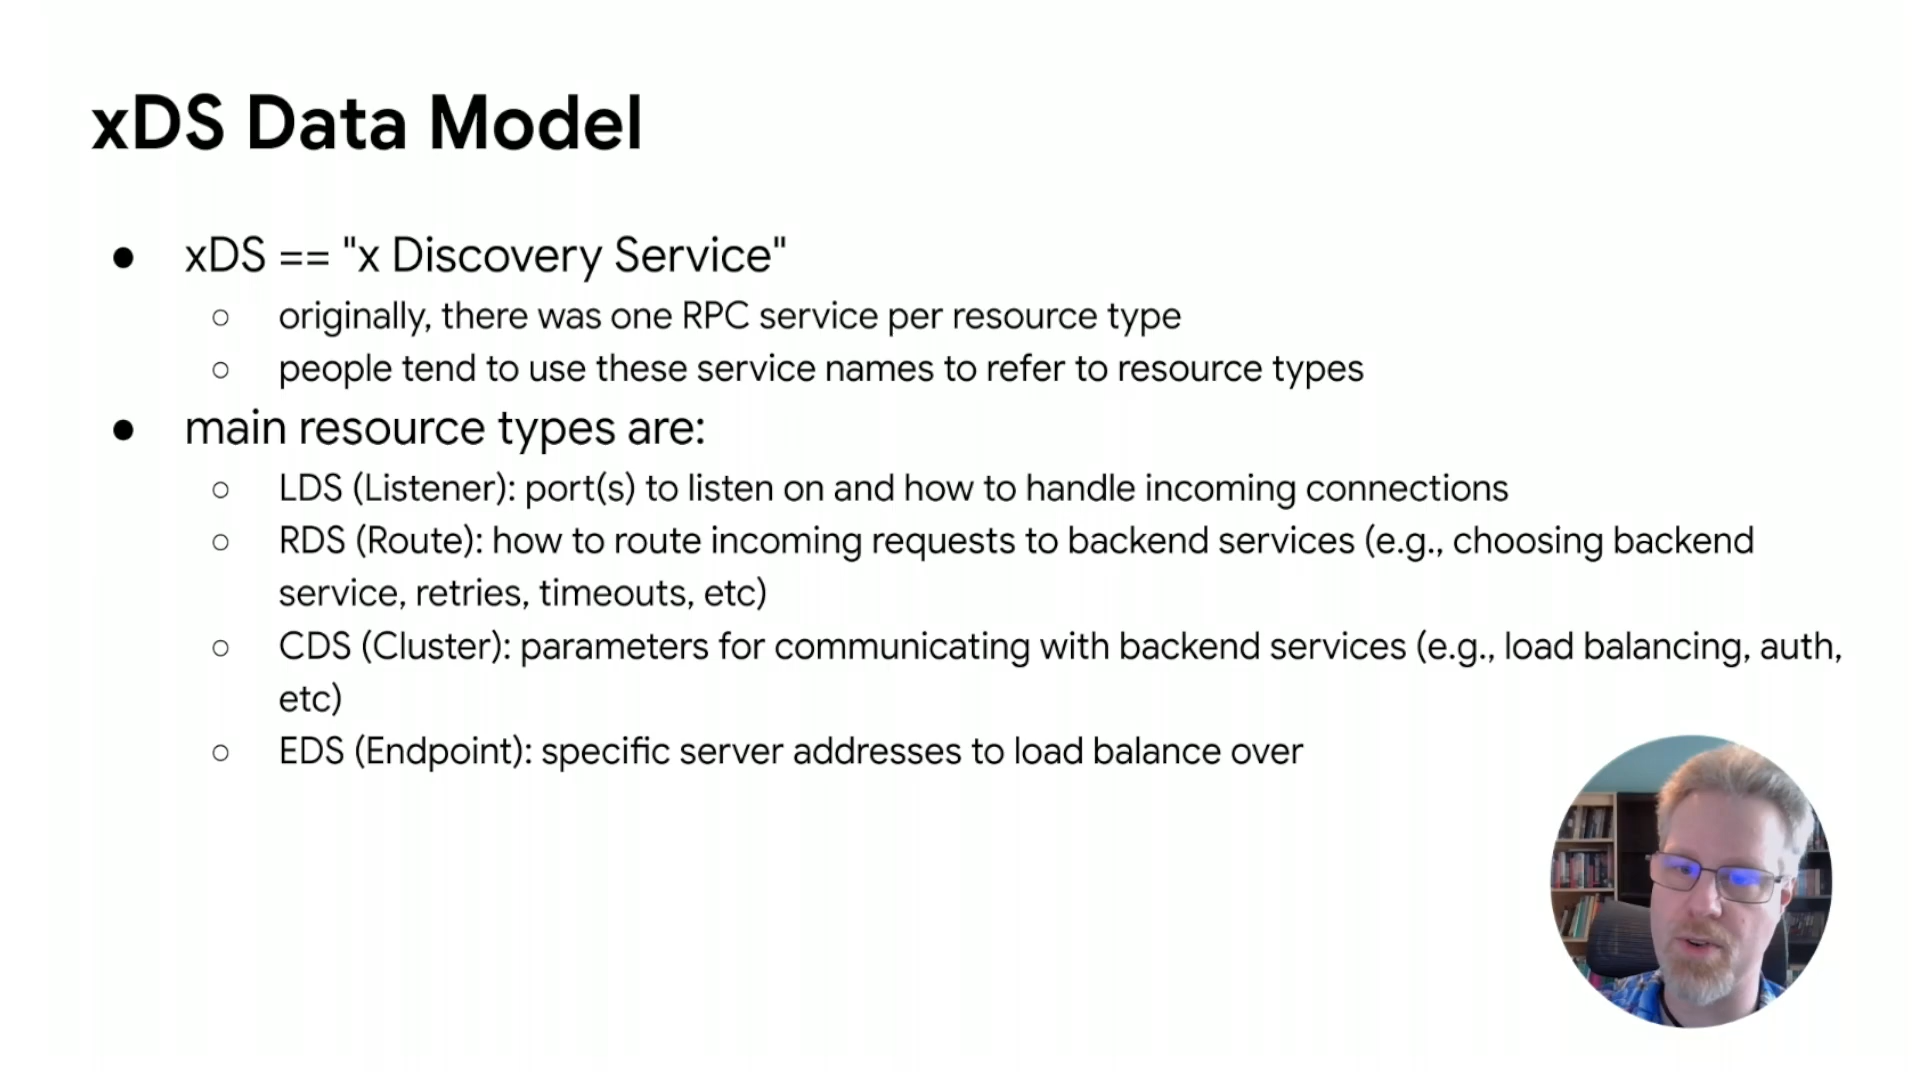 xDS Data Model
● xDS == "x Discovery Service"
○ originally, there was one RPC service per resource type
○ people tend to use these service names to refer to resource types
● main resource types are:
○ LDS (Listener): port(s) to listen on and how to handle incoming connections
○ RDS (Route): how to route incoming requests to backend services (e.g., choosing backend
service, retries, timeouts, etc)
○ CDS (Cluster): parameters for communicating with backend services (e.g., load balancing, auth,
etc)
○ EDS (Endpoint): specific server addresses to load balance over